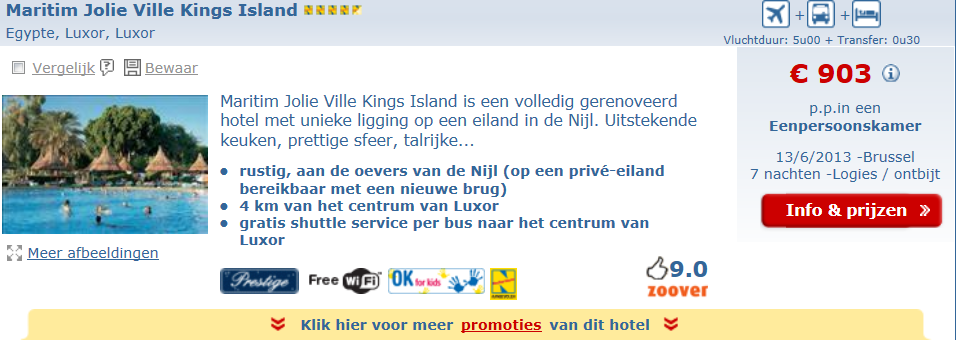 Maritim Jolie Ville Kings Island
Egypte, Luxor, Luxor
+ +
Vluchtduur: 5u00 + Transfer: 0u30
Vergelijk ?
Bewaar
€ 903 i
p.p.in een
Eenpersoonskamer
13/6/2013 -Brussel
7 nachten -Logies / ontbijt
Info & prijzen »
Maritim Jolie Ville Kings Island is een volledig gerenoveerd
hotel met unieke ligging op een eiland in de Nijl. Uitstekende
keuken, prettige sfeer, talrijke...
• rustig, aan de oevers van de Nijl (op een privé-eiland
bereikbaar met een nieuwe brug)
• 4 km van het centrum van Luxor
• gratis shuttle service per bus naar het centrum van
Luxor
Meer afbeeldingen
Prestige
Free WiFi
OK for kids
9.0
zoover
Klik hier voor meer promoties van dit hotel